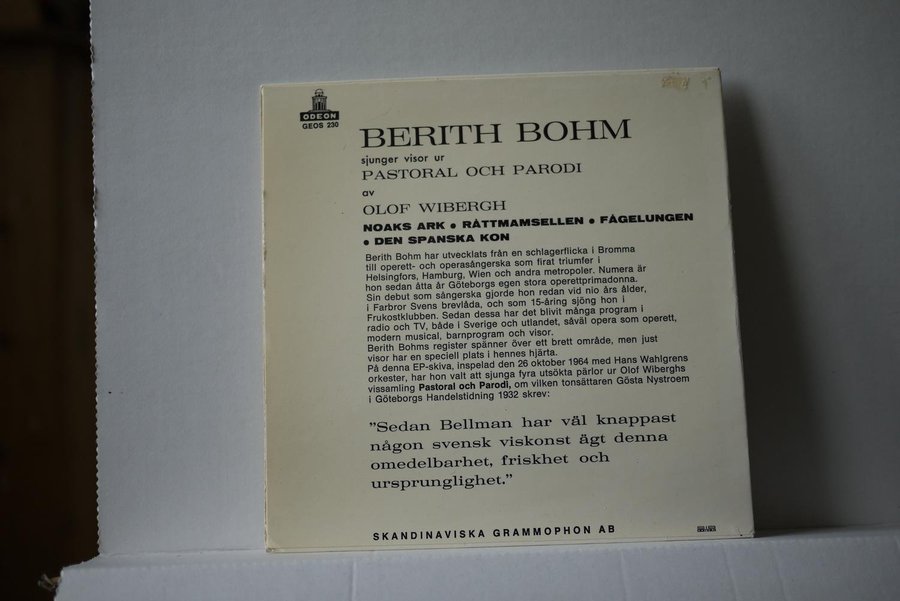 ODEON
GEOS 230
BERITH BOHM
sjunger visor ur
PASTORAL OCH PARODI
av
OLOF WIBERGH
NOAKS ARK • RÅTTMAMSELLEN • FÅGELUNGEN
• DEN SPANSKA KON
Berith Bohm har utvecklats från en schlagerflicka i Bromma
till operett- och operasångerska som firat triumfer i
Helsingfors, Hamburg, Wien och andra metropoler. Numera är
hon sedan åtta år Göteborgs egen stora operettprimadonna.
Sin debut som sångerska gjorde hon redan vid nio års ålder,
i Farbror Svens brevlåda, och som 15-åring sjöng hon i
Frukostklubben. Sedan dessa har det blivit många program i
radio och TV, både i Sverige och utlandet, såväl opera som operett,
modern musical, barnprogram och visor.
Berith Bohms register spänner över ett brett område, men just
visor har en speciell plats i hennes hjärta.
På denna EP-skiva, inspelad den 26 oktober 1964 med Hans Wahlgrens
orkester, har hon valt att sjunga fyra utsökta pärlor ur Olof Wiberghs
vissamling Pastoral och Parodi, om vilken tonsättaren Gösta Nystroem
i Göteborgs Handelstidning 1932 skrev:
"Sedan Bellman har väl knappast
någon svensk viskonst ägt denna
omedelbarhet, friskhet och
ursprunglighet."
SKANDINAVISKA GRAMMOPHON AB